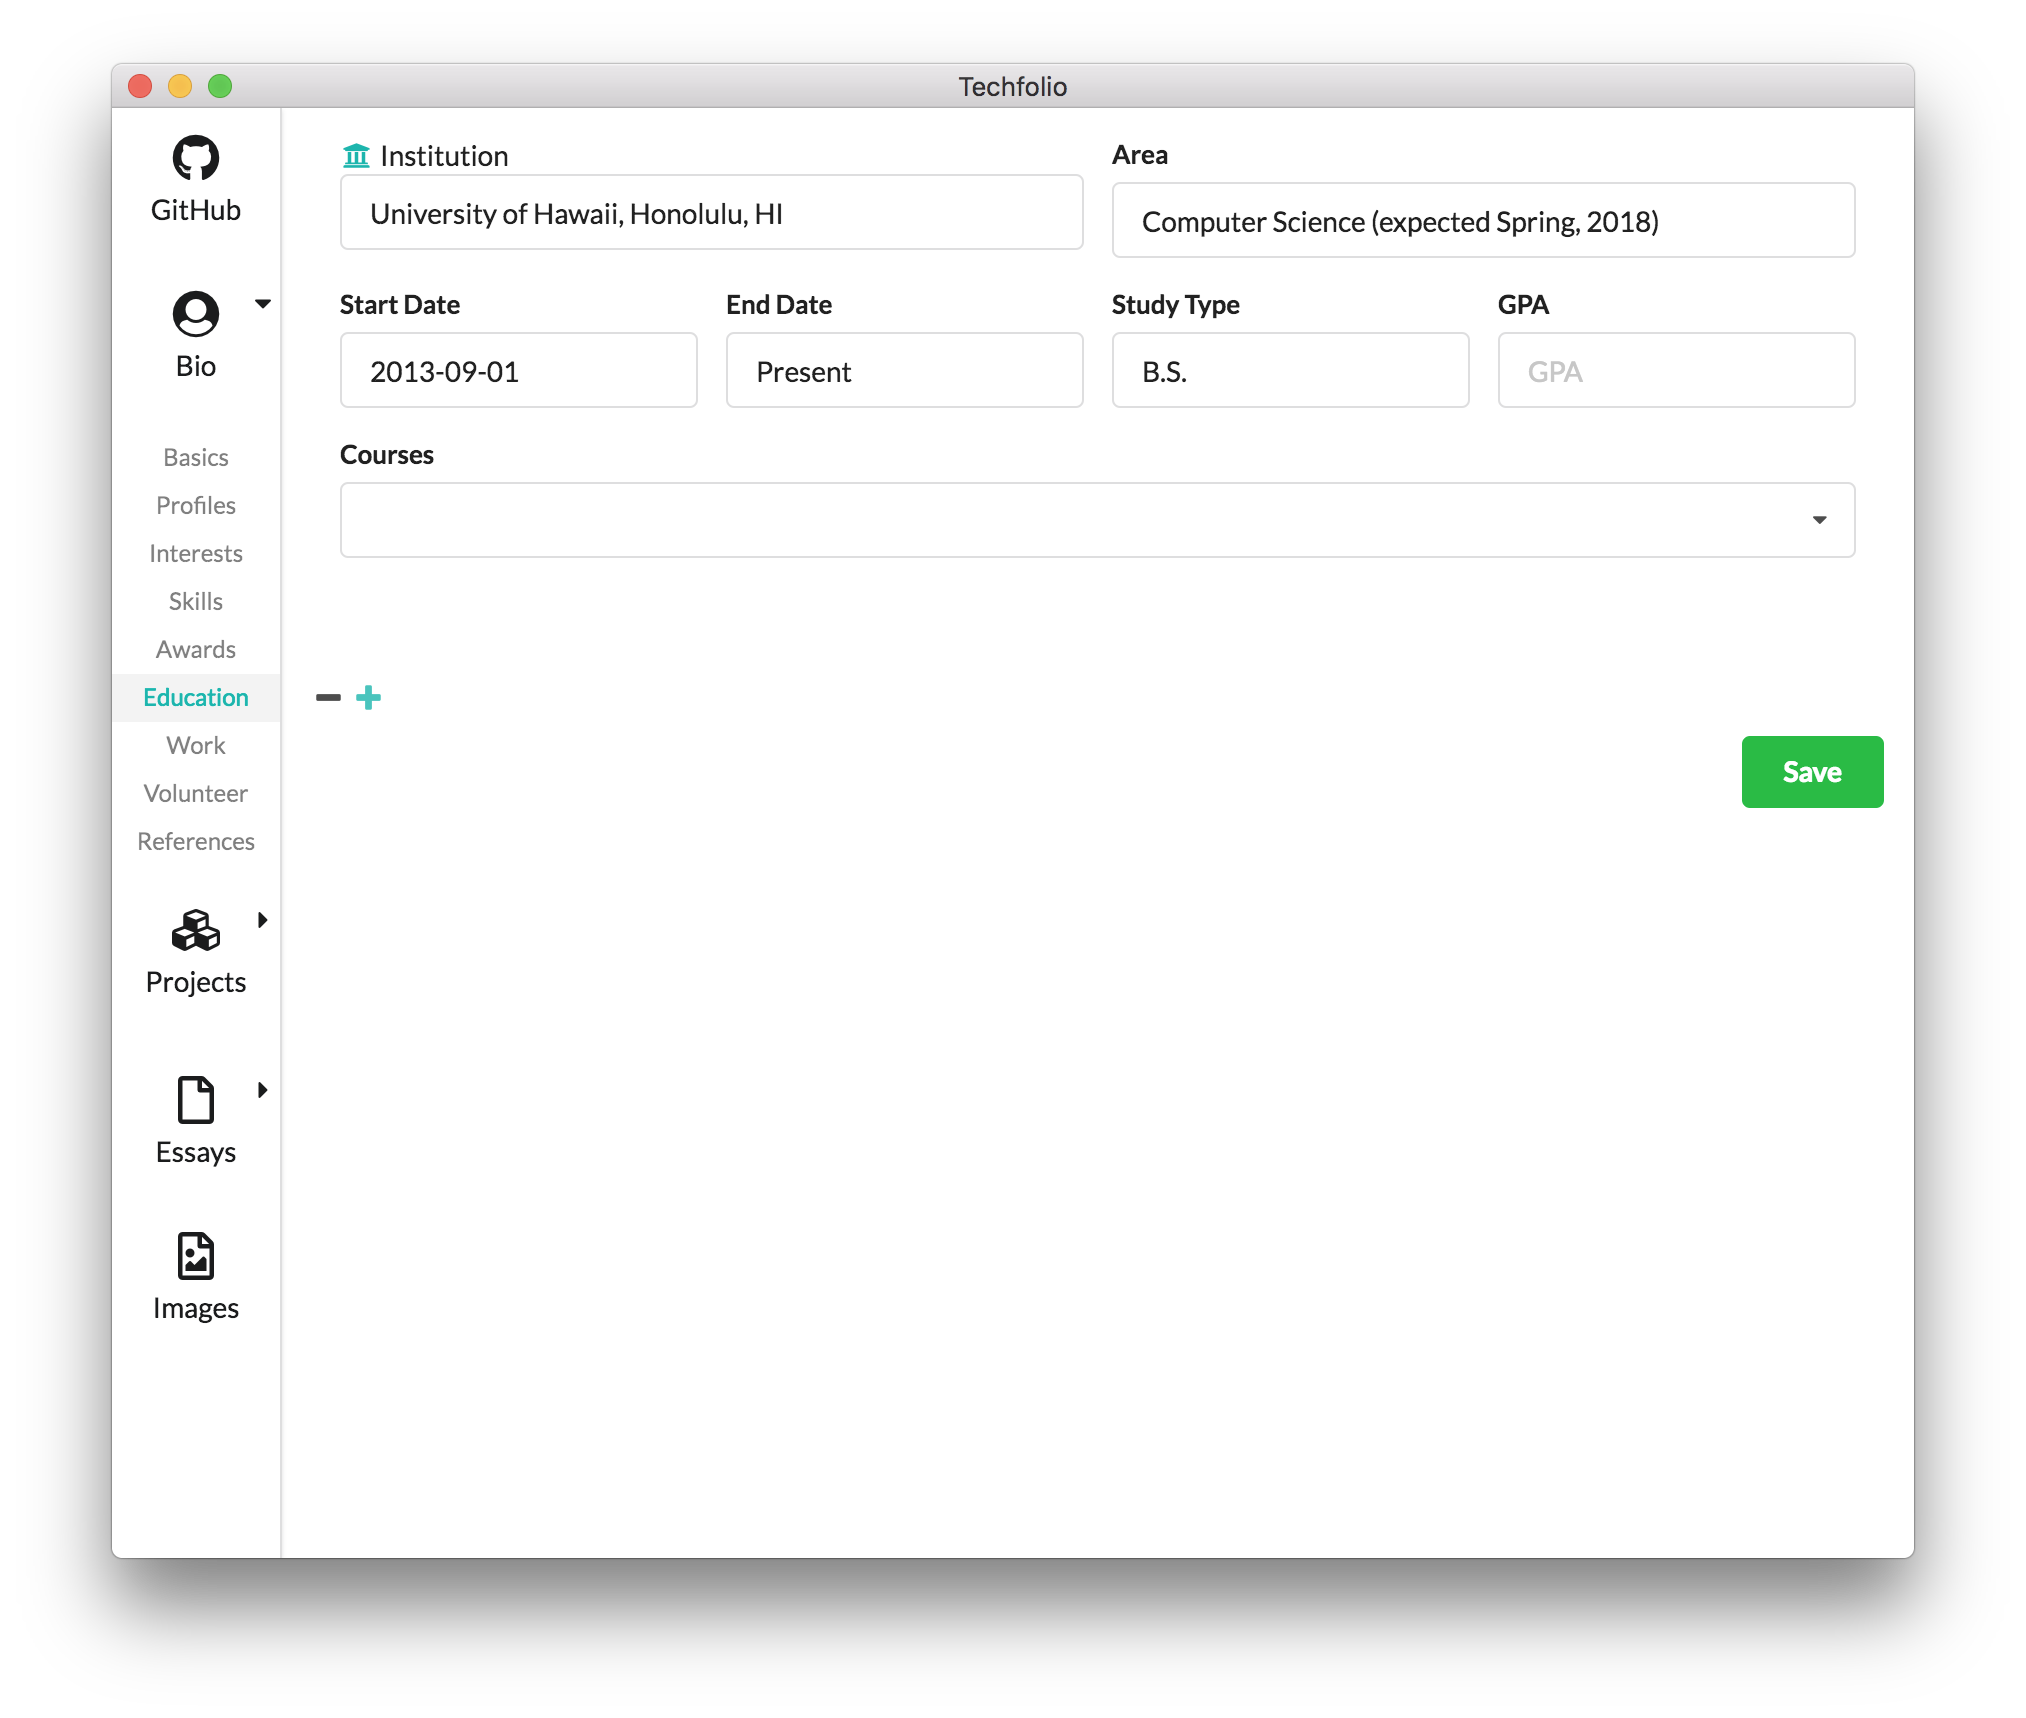 Techfolio
GitHub
Bio
Basics
Profiles
Interests
Skills
Awards
Education
Work
Volunteer
References
Projects
Essays
Images
Institution
University of Hawaii, Honolulu, HI
Area
Computer Science (expected Spring, 2018)
Start Date
2013-09-01
End Date
Present
Study Type
B.S.
GPA
GPA
Courses
Save